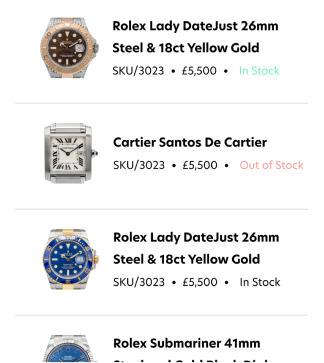 Rolex Lady DateJust 26mm
Steel & 18ct Yellow Gold
SKU/3023 • £5,500 • In Stock
Cartier Santos De Cartier
SKU/3023 • £5,500 • Out of Stock
Rolex Lady DateJust 26mm
Steel & 18ct Yellow Gold
SKU/3023 • £5,500 • In Stock
Rolex Submariner 41mm